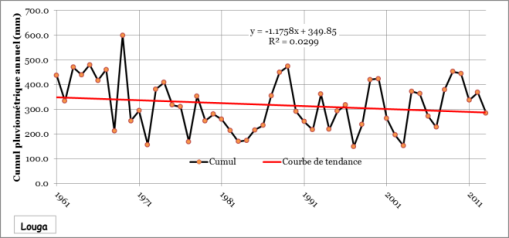 700.0
600.0
500.0
400.0
300.0
200.0
100.0
0.0
Cumul pluviometrique annuel (mm)
y = -1.1758x + 349.85
R² = 0.0299
Cumul
Courbe de tendance
1961
1971
1981
1991
2001
2011
Louga